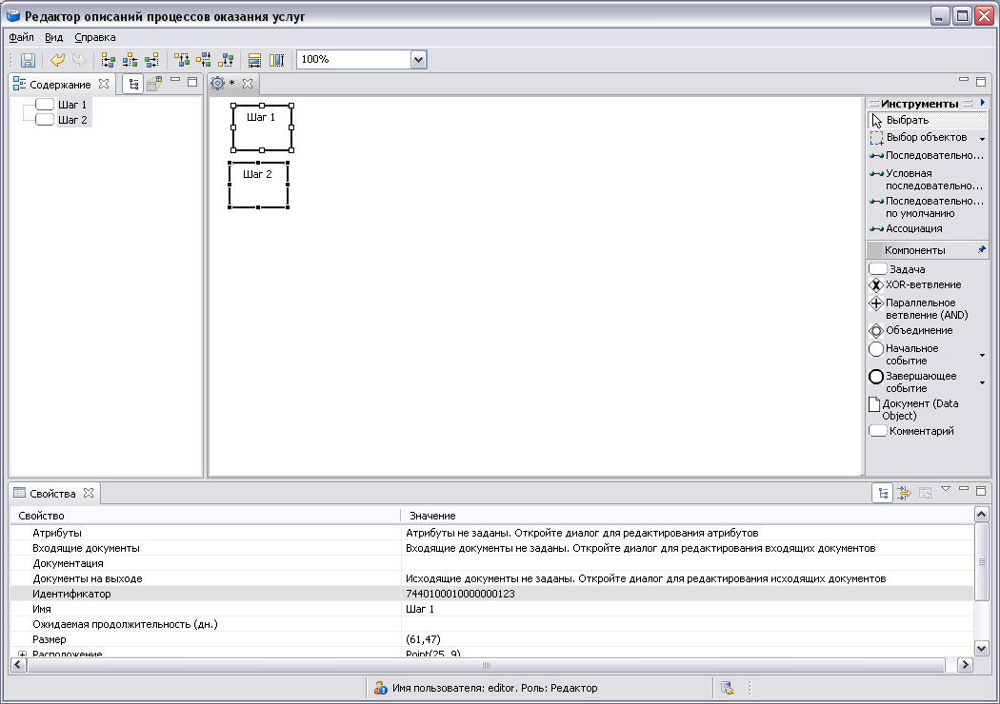 Редактор описаний процессов оказания услуг
Файл Вид Справка
100%
Содержание
*
Шаг 1
Шаг 2
Шаг 1
Шаг 2
Инструменты
Выбрать
Выбор объектов
Последовательно...
Условная
последовательно...
Последовательно...
по умолчанию
Ассоциация
Компоненты
Задача
XOR-ветвление
Параллельное
ветвление (AND)
Объединение
Начальное
событие
Завершающее
событие
Документ (Data
Object)
Комментарий
Свойства
Свойство Значение
Атрибуты Атрибуты не заданы. Откройте диалог для редактирования атрибутов
Входящие документы Входящие документы не заданы. Откройте диалог для редактирования входящих документов
Документация
Документы на выходе Исходящие документы не заданы. Откройте диалог для редактирования исходящих документов
Идентификатор 7440100010000000123
Имя Шаг 1
Ожидаемая продолжительность (дн.)
Размер (61,47)
Расположение Point(25, 9)
Имя пользователя: editor. Роль: Редактор